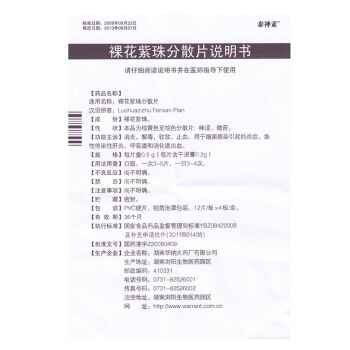 核准日期：2008年09月23日
修改日期：2013年08月07日
泰神素
裸花紫珠分散片说明书
请仔细阅读说明书并在医师指导下使用
【药品名称】
通用名称：裸花紫珠分散片
汉语拼音：Luohuazizhu Fensan Pian
【成 份】裸花紫珠。
【性 状】本品为棕黄色至棕色分散片，味涩、微苦。
【功能主治】消炎，解毒，收敛，止血。用于细菌感染引起的炎症，急
性传染性肝炎，呼吸道和消化道出血。
【规 格】每片重0.5 g（每片含干浸膏0.2g）
【用法用量】口服，一次3~5片，一日3~4次。
【不良反应】尚不明确。
【禁 忌】尚不明确。
【注意事项】尚不明确。
【贮 藏】密封。
【包 装】PVC硬片、铝箔泡罩包装，12片/板×4板/盒。
【有 效 期】36个月
【执行标准】国家食品药品监督管理局标准YBZ08422008
及补充申请批件（2011B01438）
【批准文号】国药准字Z20080409
【生产企业】企业名称：湖南华纳大药厂有限公司
生产地址：湖南浏阳生物医药园区
邮政编码：410331
电话号码：0731-82526001
传真号码：0731-82526002
注册地址：湖南浏阳生物医药园区
网 址：http://www.warrant.com.cn